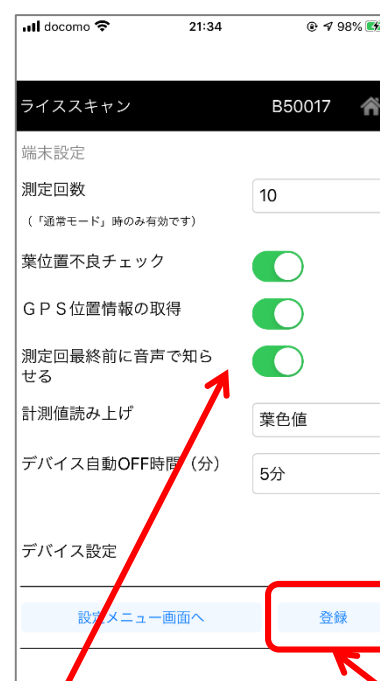 docomo 21:34 98%
ライススキャン B50017
端末設定
測定回数 10
（「通常モード」時のみ有効です）
葉位置不良チェック
ＧＰＳ位置情報の取得
測定回最終前に音声で知ら
せる
計測値読み上げ 葉色値
デバイス自動OFF時間（分） 5分
デバイス設定
設定メニュー画面へ 登録